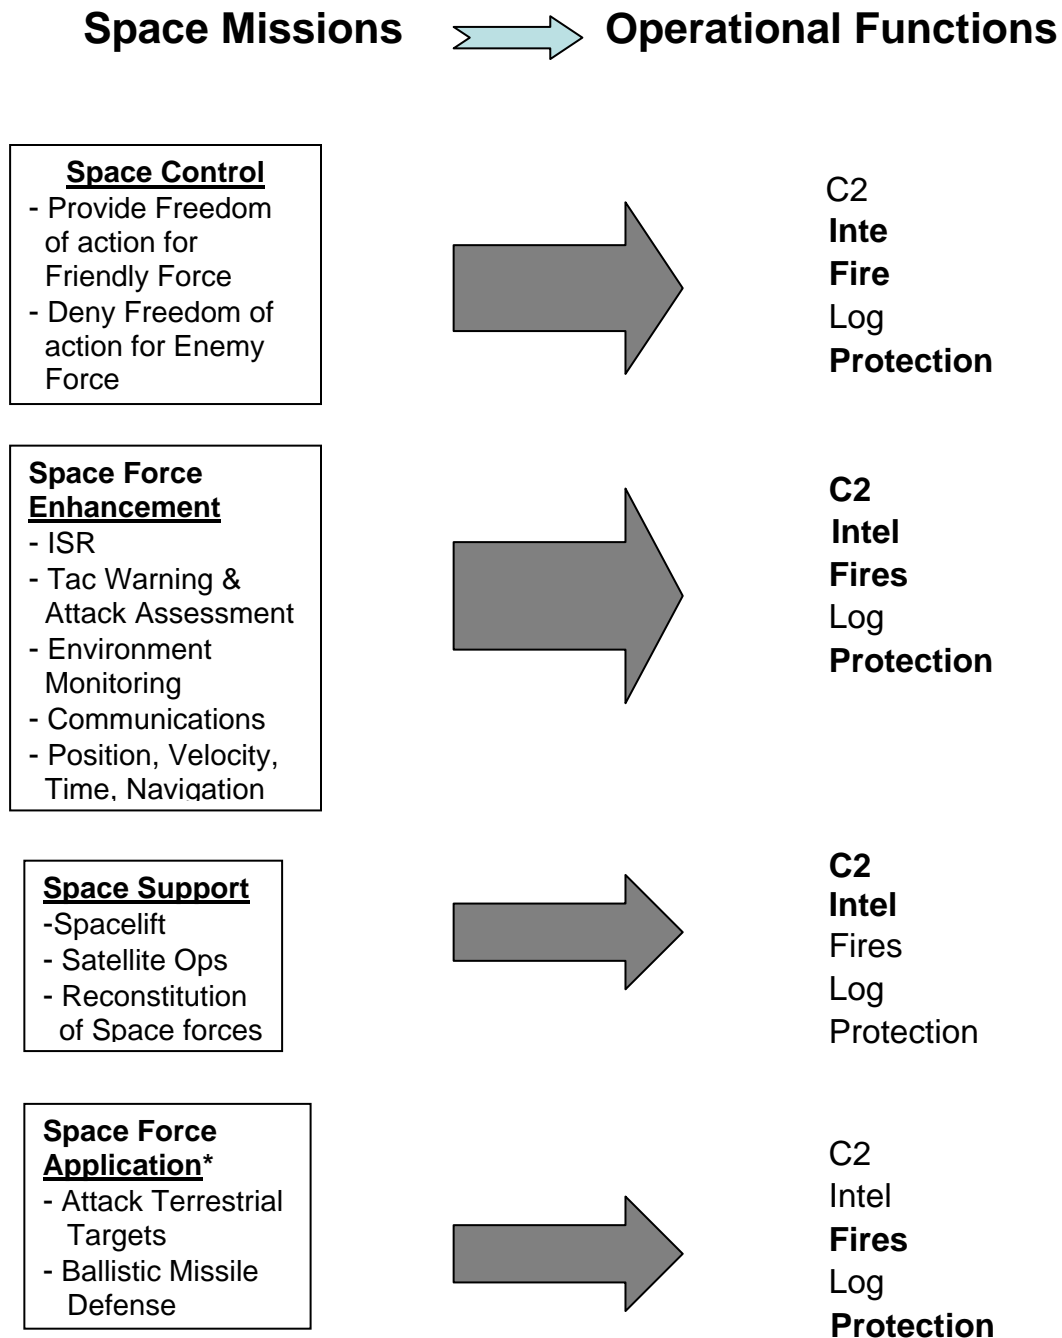 Space Missions Operational Functions
Space Control
- Provide Freedom
of action for
Friendly Force
- Deny Freedom of
action for Enemy
Force
C2
Inte
Fire
Log
Protection
Space Force
Enhancement
- ISR
- Tac Warning &
Attack Assessment
- Environment
Monitoring
- Communications
- Position, Velocity,
Time, Navigation
C2
Intel
Fires
Log
Protection
Space Support
-Spacelift
- Satellite Ops
- Reconstitution
of Space forces
C2
Intel
Fires
Log
Protection
Space Force
Application*
- Attack Terrestrial
Targets
- Ballistic Missile
Defense
C2
Intel
Fires
Log
Protection